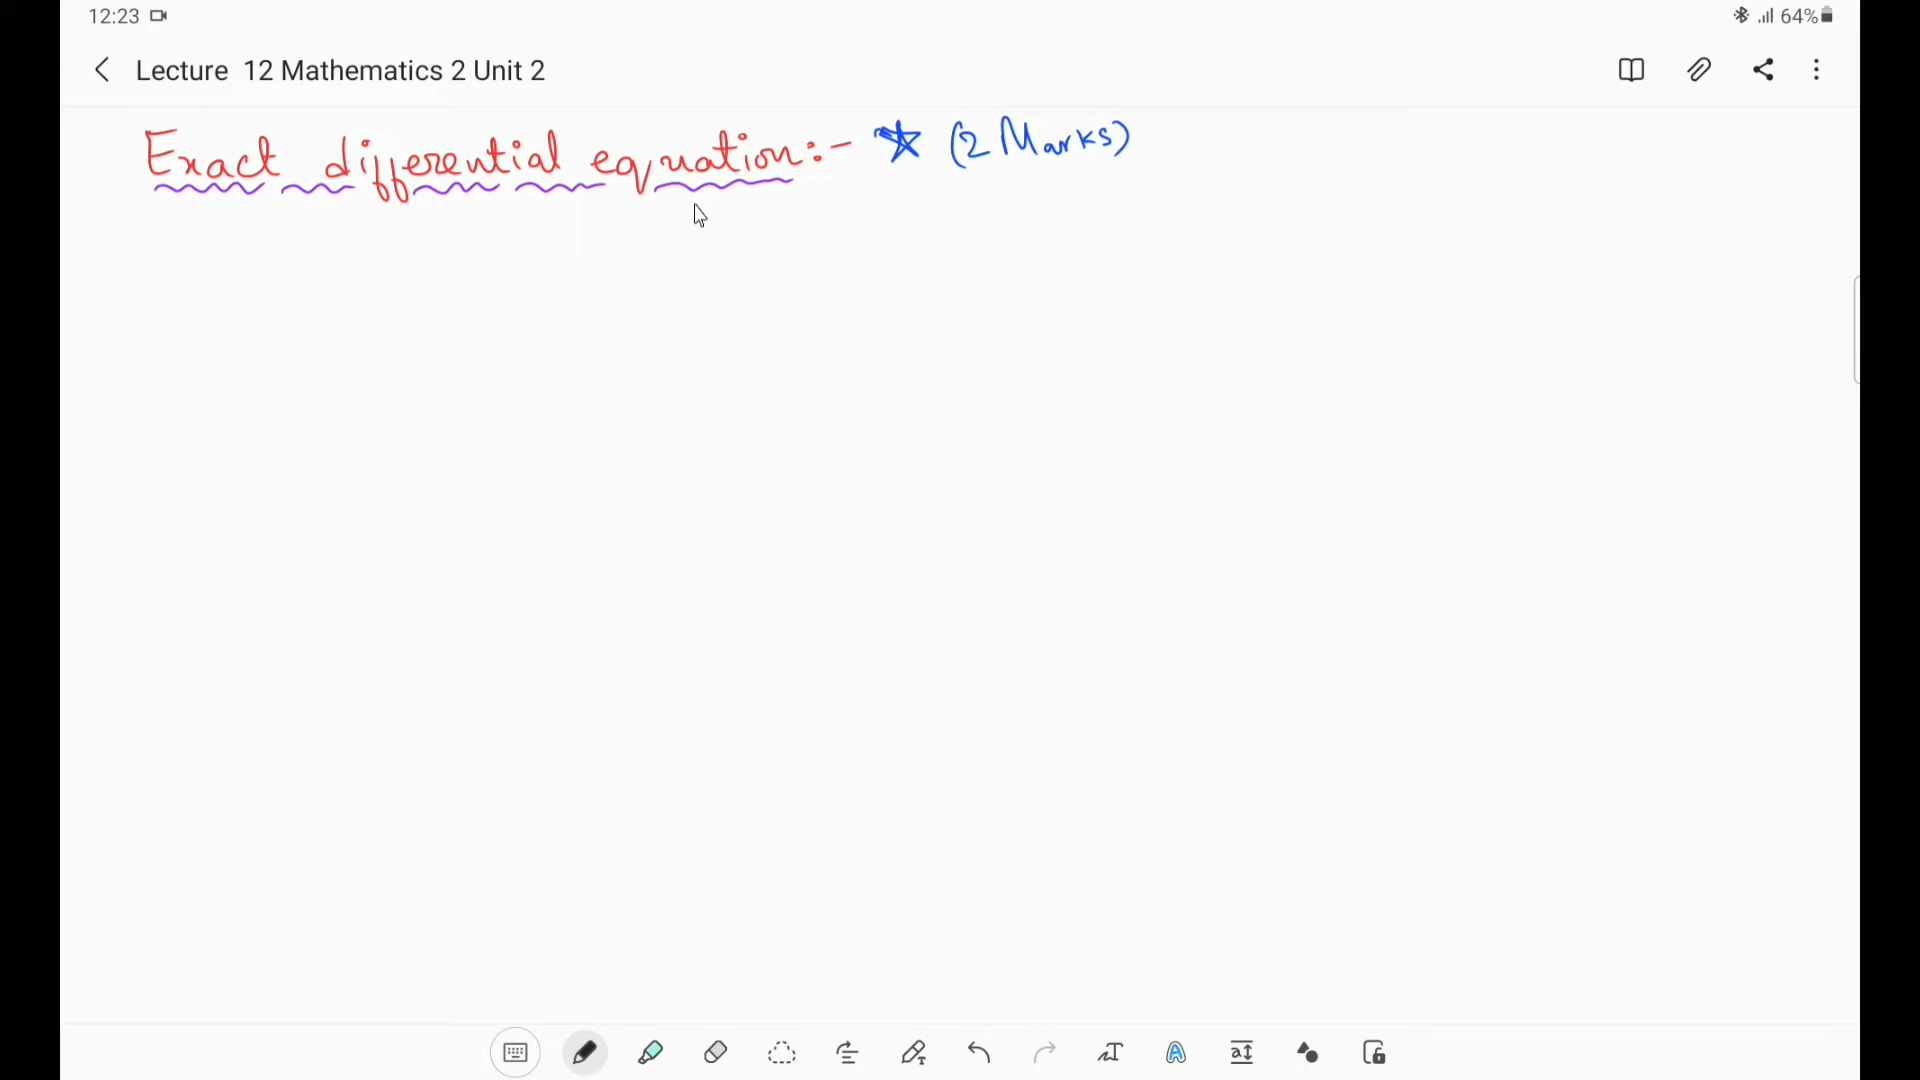 12:23 64%
Lecture 12 Mathematics 2 Unit 2
Exact differential equation:- ★ (2 Marks)